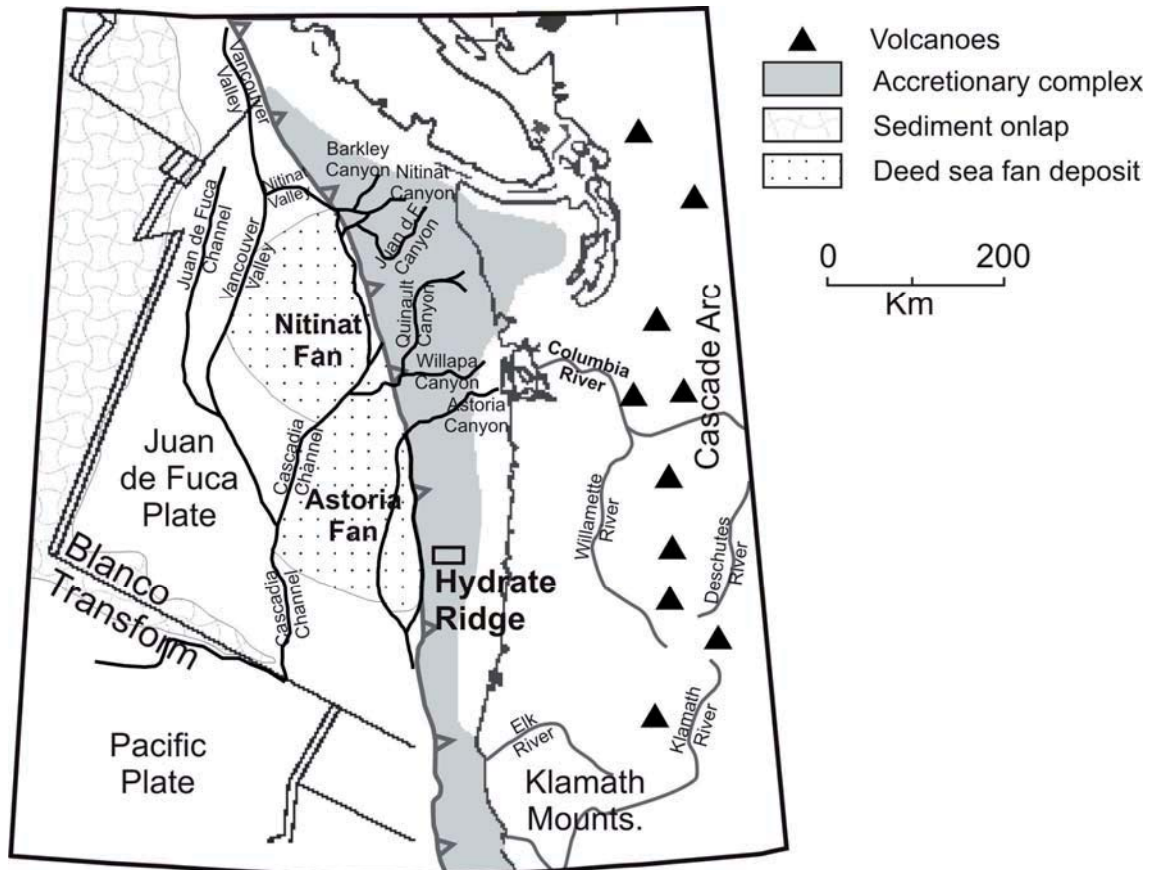 Volcanoes
Accretionary complex
Sediment onlap
Deed sea fan deposit
0 200
Km
Vancouver
Valley
Barkley
Canyon
Nitinat
Canyon
Nitinat
Valley
Juan d.F.
Canyon
Juan de Fuca
Channel
Vancouver
Valley
Quinault
Canyon
Nitinat
Fan
Willapa
Canyon
Astoria
Canyon
Columbia
River
Cascade Arc
Juan
de Fuca
Plate
Cascadia
Channel
Astoria
Fan
Willamette
River
Deschutes
River
Hydrate
Ridge
Blanco
Transform
Cascadia
Channel
Pacific
Plate
Elk
River
Klamath
River
Klamath
Mounts.